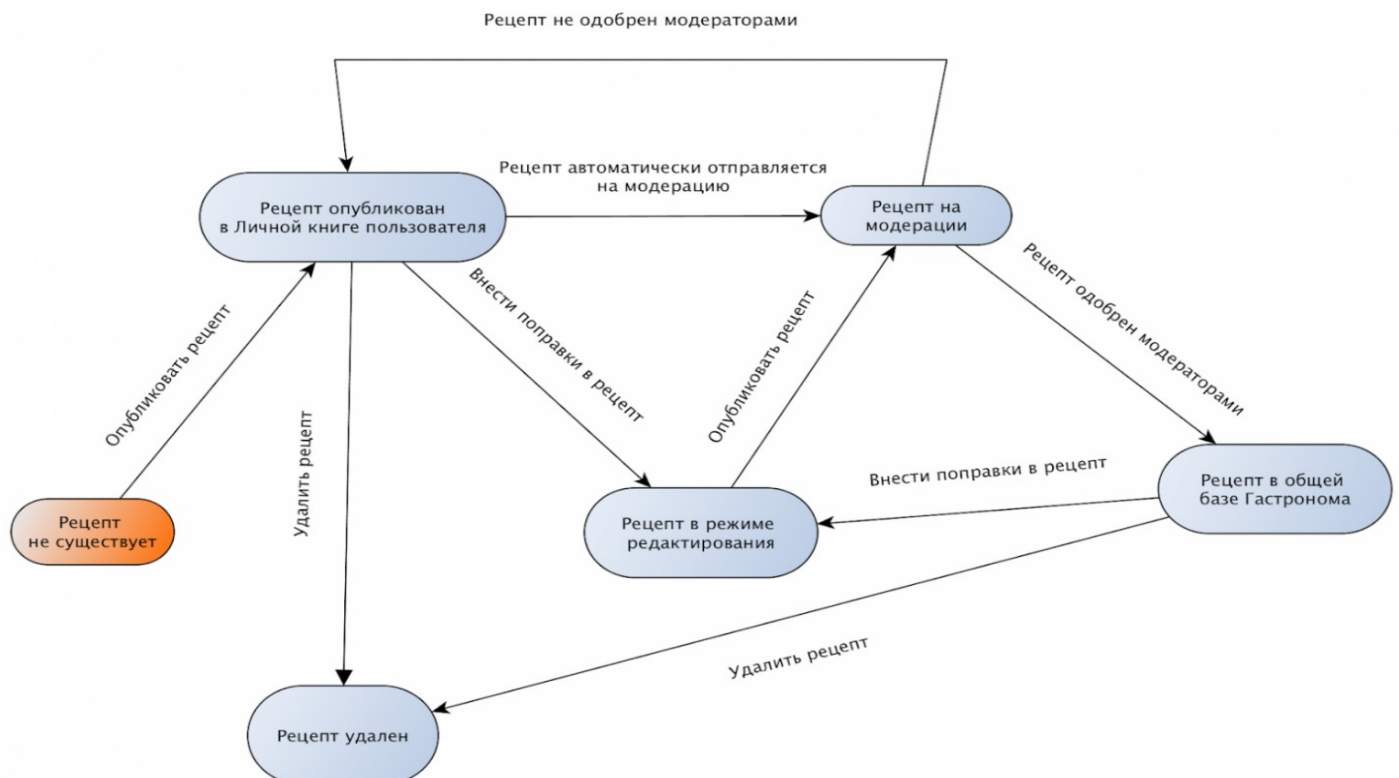 Рецепт не одобрен модераторами
Рецепт автоматически отправляется
на модерацию
Рецепт опубликован
в Личной книге пользователя
Рецепт на
модерации
Опубликовать рецепт
Удалить рецепт
Внести поправки в рецепт
Опубликовать рецепт
Рецепт одобрен модераторами
Внести поправки в рецепт
Рецепт в общей
базе Гастронома
Рецепт
не существует
Рецепт в режиме
редактирования
Удалить рецепт
Рецепт удален